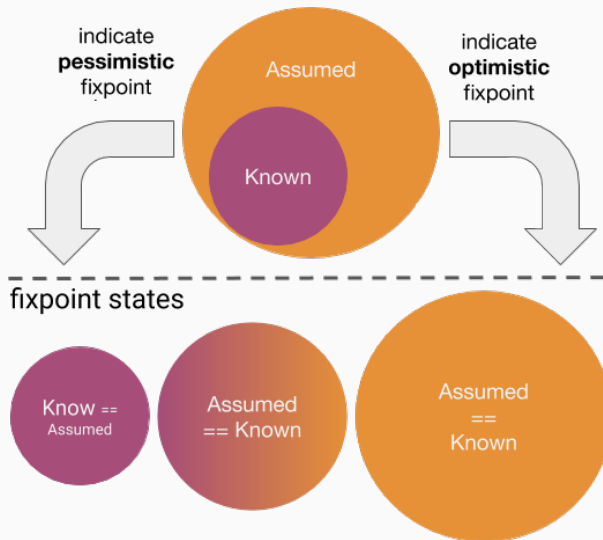 indicate
pessimistic
fixpoint
Assumed
Known
indicate
optimistic
fixpoint
fixpoint states
Know ==
Assumed
Assumed
== Known
Assumed
==
Known